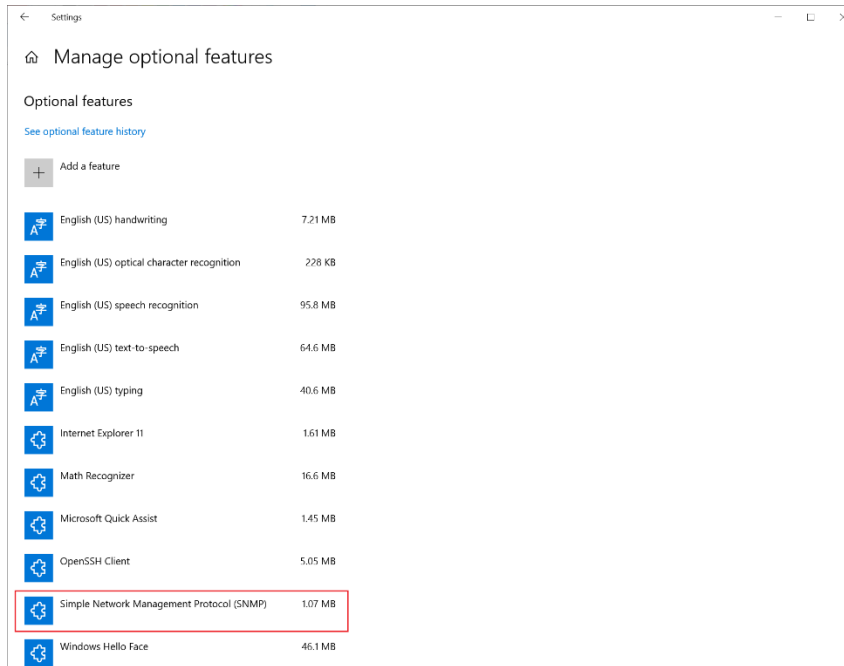 Settings
Manage optional features
Optional features
See optional feature history
Add a feature
English (US) handwriting 7.21 MB
English (US) optical character recognition 228 KB
English (US) speech recognition 95.8 MB
English (US) text-to-speech 64.6 MB
English (US) typing 40.6 MB
Internet Explorer 11 1.61 MB
Math Recognizer 16.6 MB
Microsoft Quick Assist 1.45 MB
OpenSSH Client 5.05 MB
Simple Network Management Protocol (SNMP) 1.07 MB
Windows Hello Face 46.1 MB